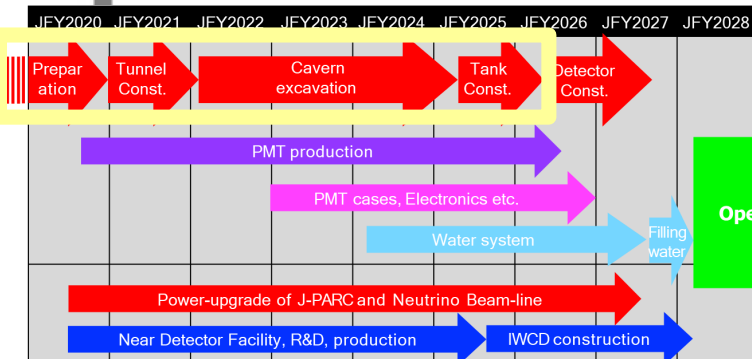 JFY2020 JFY2021 JFY2022 JFY2023 JFY2024 JFY2025 JFY2026 JFY2027 JFY2028
Prepar
ation
Tunnel
Const.
Cavern
excavation
Tank
Const.
Detector
Const.
PMT production
PMT cases, Electronics etc.
Water system
Filling
water
Ope
Power-upgrade of J-PARC and Neutrino Beam-line
Near Detector Facility, R&D, production
IWCD construction